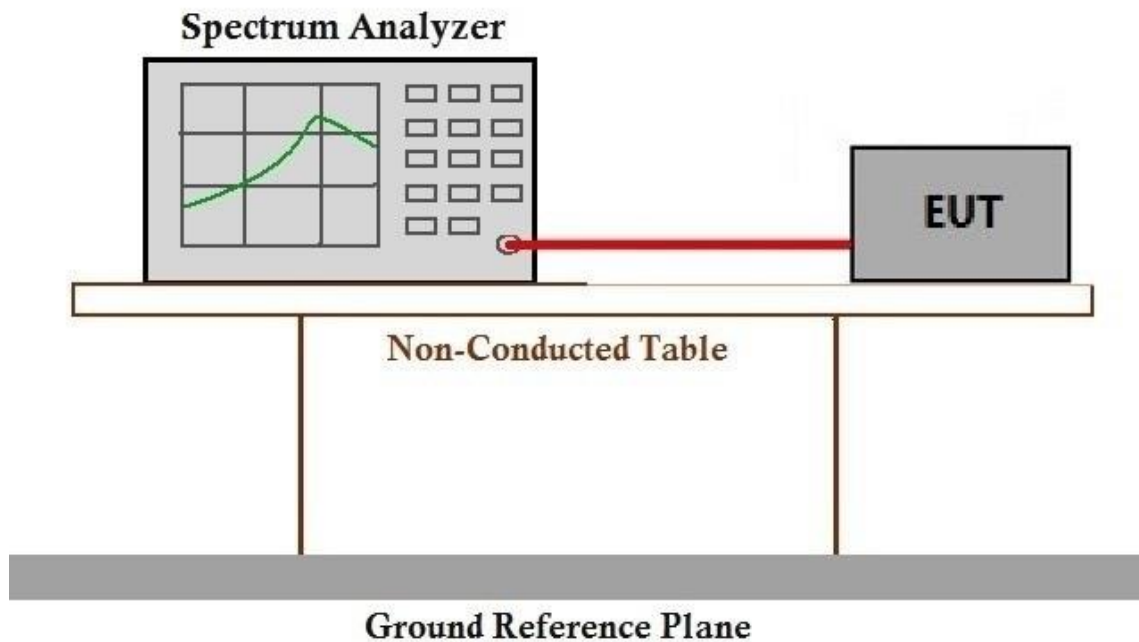 Spectrum Analyzer
EUT
Non-Conducted Table
Ground Reference Plane